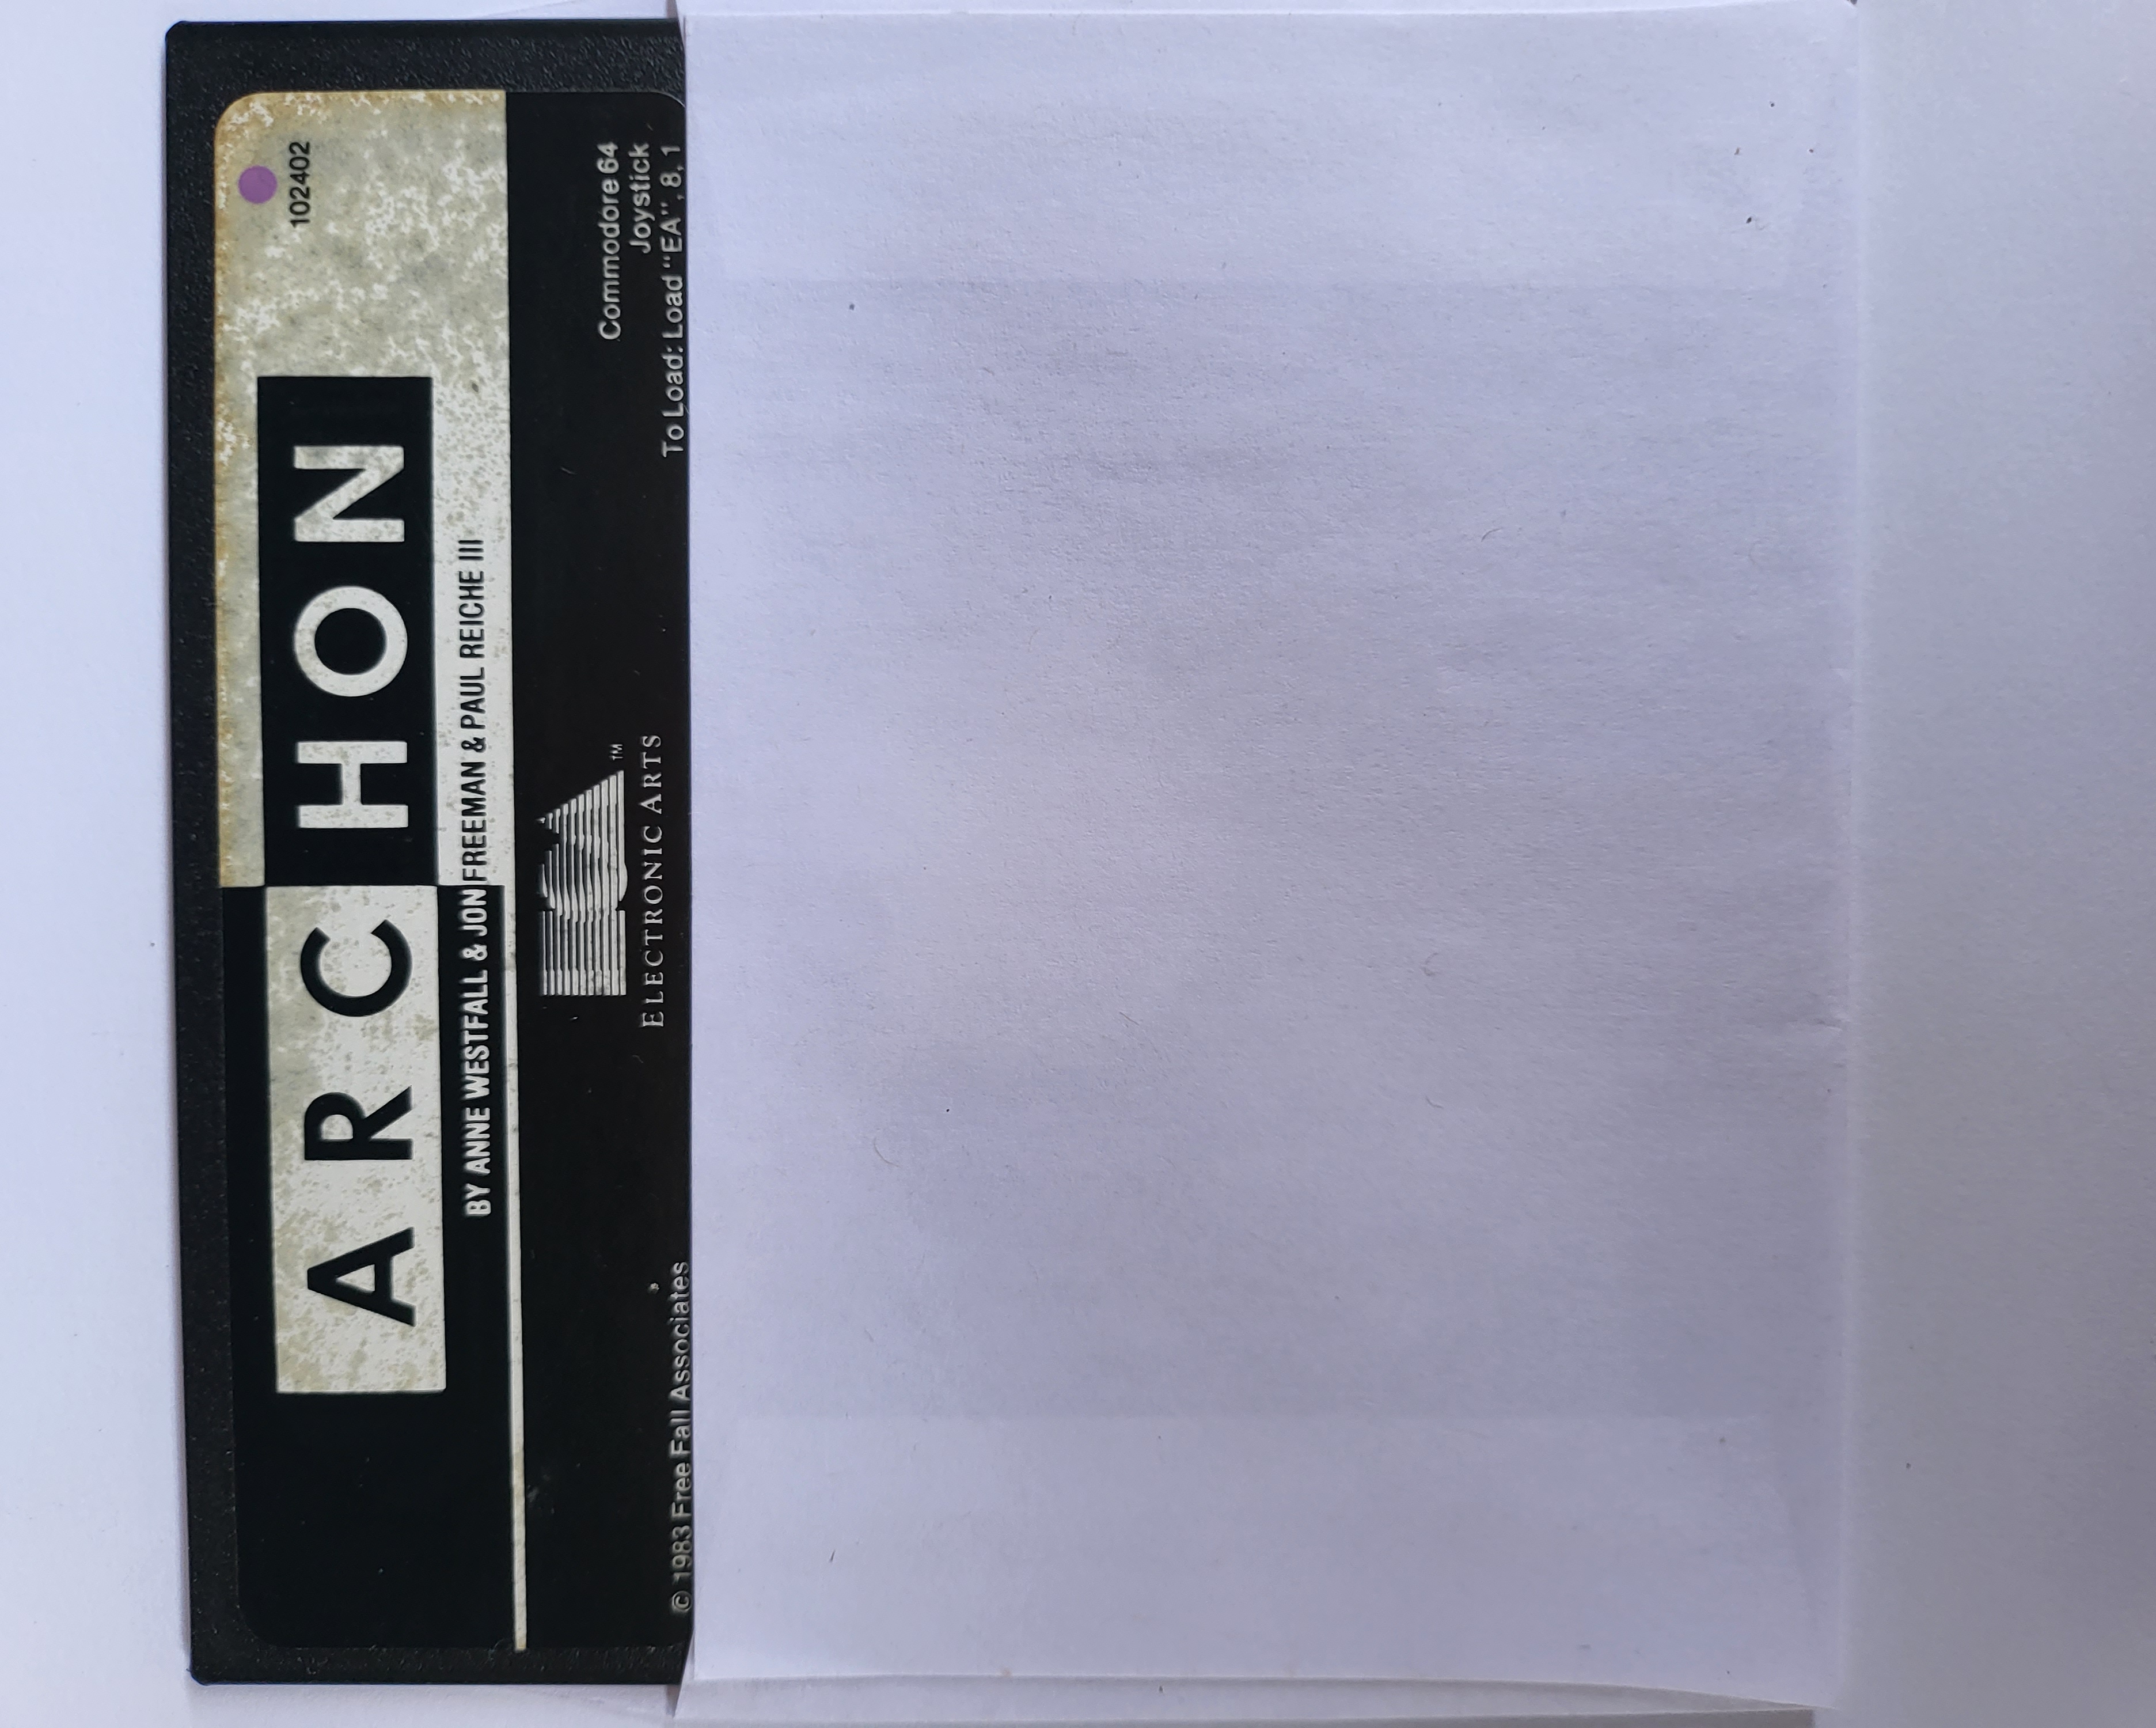 ARCHON
102402
BY ANNE WESTFALL & JON FREEMAN & PAUL REICHE III
EA™
ELECTRONIC ARTS
Commodore 64
Joystick
To Load: Load "EA", 8, 1
© 1983 Free Fall Associates